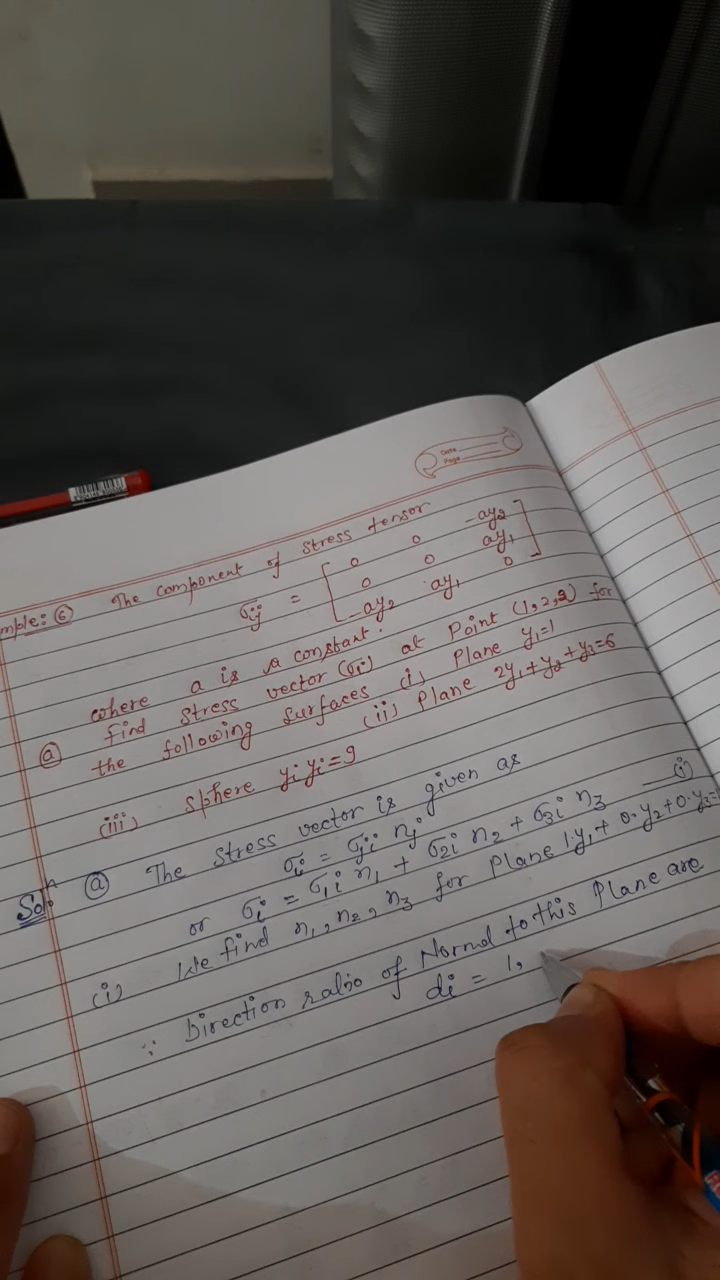 Date
Page
mple: ⑥ The component of stress tensor
σij = [ 0 0 -ay₂
0 0 ay₁
-ay₂ ay₁ 0 ]
where a is a constant.
ⓐ find stress vector (σi) at Point (1,2,2) for
the following surfaces (i) Plane y₁=1
(ii) Plane 2y₁+y₂+y₃=6
(iii) sphere yᵢyᵢ=9
Solⁿ: ⓐ The stress vector is given as
σi = σji nj
or σi = σ1i n₁ + σ2i n₂ + σ3i n₃ — (i)
(i) We find n₁, n₂, n₃ for Plane 1·y₁+ 0·y₂+0·y₃=
∵ Direction ratio of Normal to this Plane are
di = 1,